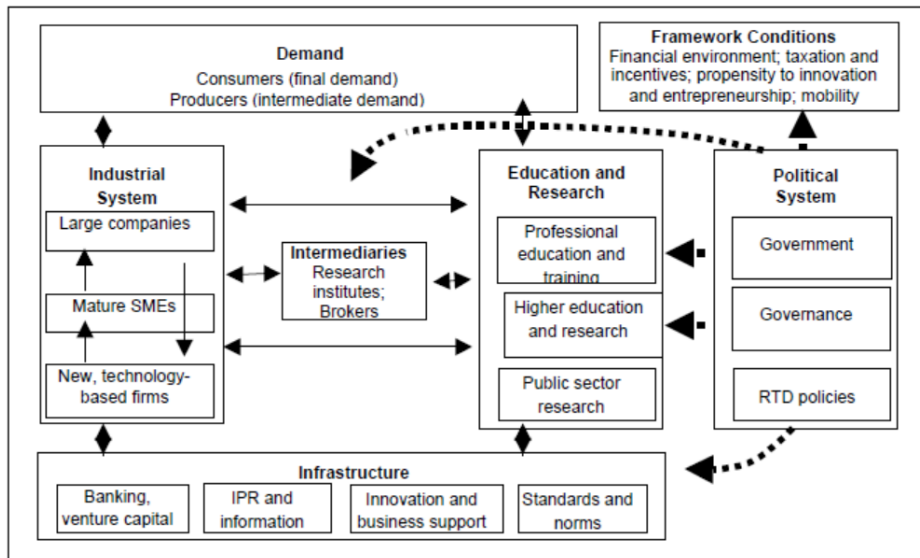 Demand
Consumers (final demand)
Producers (intermediate demand)
Framework Conditions
Financial environment; taxation and
incentives; propensity to innovation
and entrepreneurship; mobility
Industrial
System
Large companies
Mature SMEs
New, technology-
based firms
Intermediaries
Research
institutes;
Brokers
Education and
Research
Professional
education and
training
Higher education
and research
Public sector
research
Political
System
Government
Governance
RTD policies
Infrastructure
Banking,
venture capital
IPR and
information
Innovation and
business support
Standards and
norms